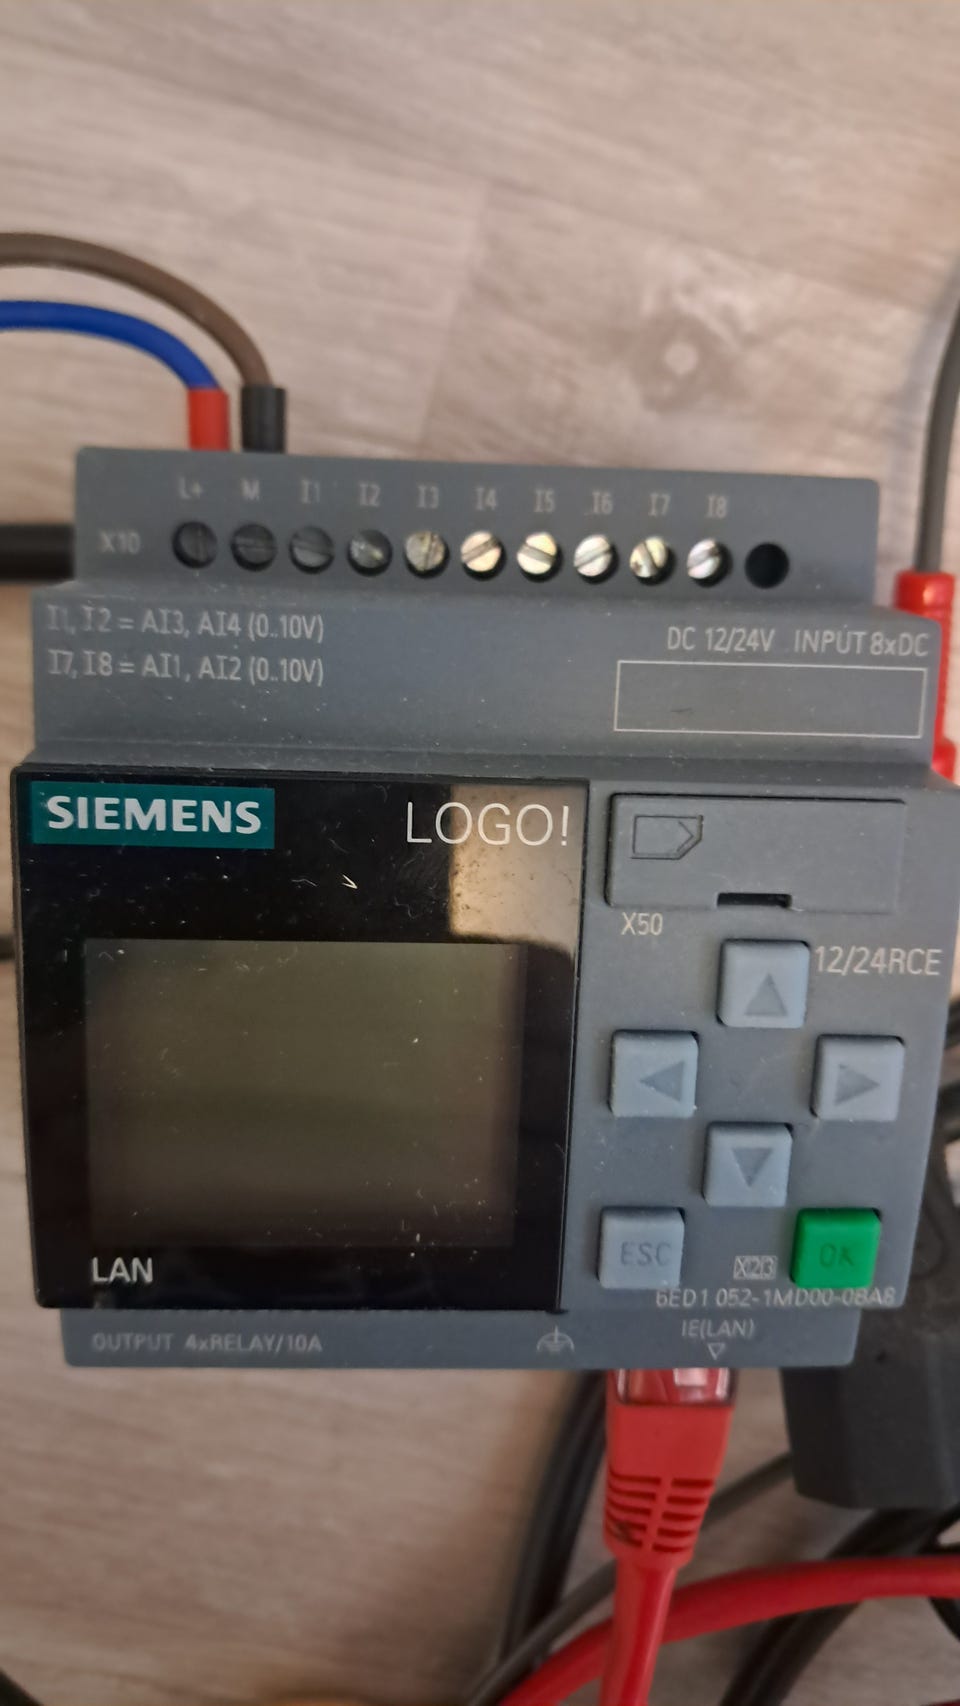 L+ M I1 I2 I3 I4 I5 I6 I7 I8
X10
I1, I2 = AI3, AI4 (0..10V)
I7, I8 = AI1, AI2 (0..10V)
DC 12/24V INPUT 8xDC
SIEMENS LOGO!
X50
12/24RCE
ESC
X 2 3
OK
LAN
6ED1 052-1MD00-0BA8
OUTPUT 4xRELAY/10A
IE(LAN)